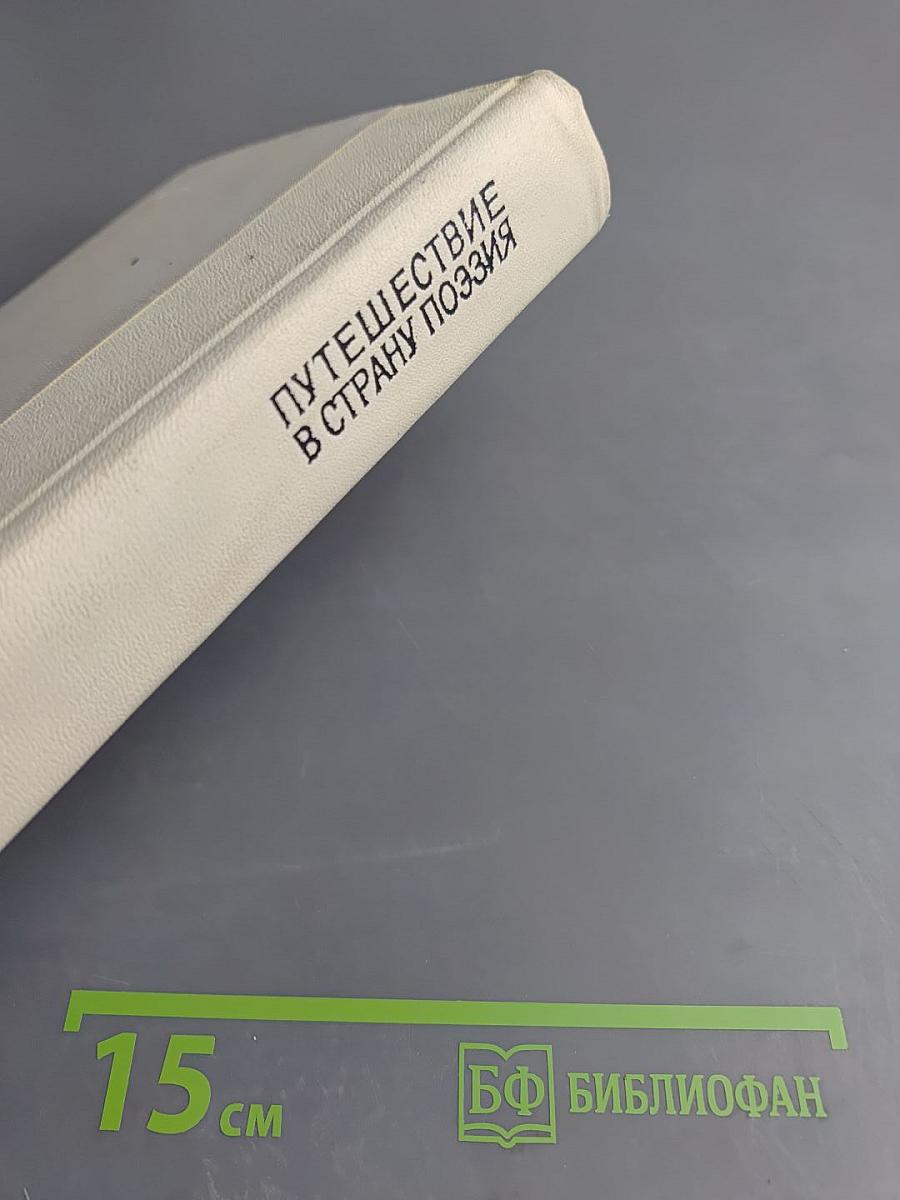 ПУТЕШЕСТВИЕ
В СТРАНУ ПОЭЗИЯ
15 см
БФ БИБЛИОФАН